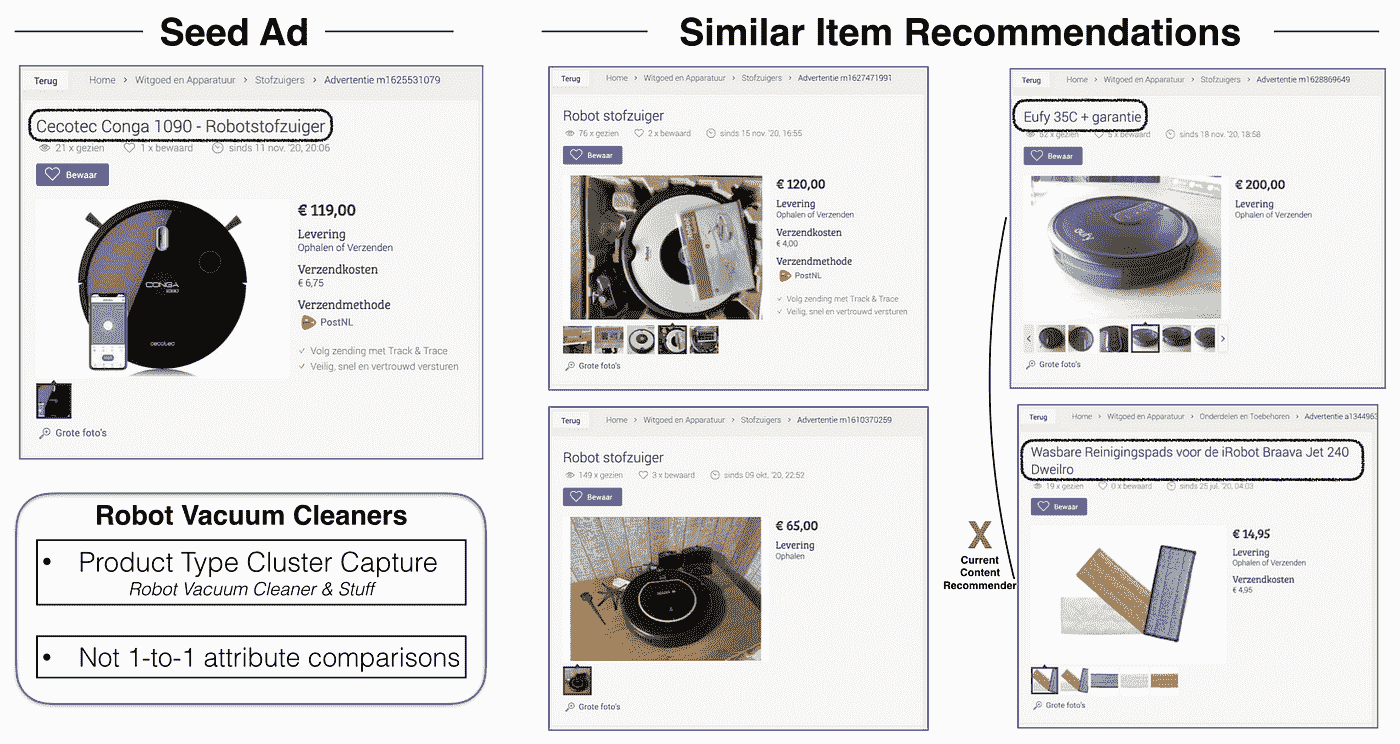 Seed Ad
Similar Item Recommendations
Terug
Home > Witgoed en Apparatuur > Stofzuigers > Advertentie m1625531079
Cecotec Conga 1090 - Robotstofzuiger
21 x gezien 1 x bewaard sinds 11 nov. '20, 20:06
Bewaar
€ 119,00
Levering
Ophalen of Verzenden
Verzendkosten
€ 6,75
Verzendmethode
PostNL
✓ Volg zending met Track & Trace
✓ Veilig, snel en vertrouwd versturen
CONGA
cecotec
Grote foto's
Robot Vacuum Cleaners
• Product Type Cluster Capture
Robot Vacuum Cleaner & Stuff
• Not 1-to-1 attribute comparisons
Terug
Home > Witgoed en Apparatuur > Stofzuigers > Advertentie m1627471991
Robot stofzuiger
76 x gezien 2 x bewaard sinds 15 nov. '20, 16:55
Bewaar
€ 120,00
Levering
Ophalen of Verzenden
Verzendkosten
€ 4,00
Verzendmethode
PostNL
✓ Volg zending met Track & Trace
✓ Veilig, snel en vertrouwd versturen
Grote foto's
Terug
Home > Witgoed en Apparatuur > Stofzuigers > Advertentie m1628869649
Eufy 35C + garantie
52 x gezien 5 x bewaard sinds 18 nov. '20, 18:58
Bewaar
€ 200,00
Levering
Ophalen of Verzenden
eufy
Grote foto's
Terug
Home > Witgoed en Apparatuur > Stofzuigers > Advertentie m1610370259
Robot stofzuiger
149 x gezien 3 x bewaard sinds 09 okt. '20, 22:52
Bewaar
€ 65,00
Levering
Ophalen
Grote foto's
X
Current
Content
Recommender
Terug
Home > Witgoed en Apparatuur > Onderdelen en Toebehoren > Advertentie a1344963
Wasbare Reinigingspads voor de iRobot Braava Jet 240
Dweilro
19 x gezien 0 x bewaard sinds 25 jul. '20, 04:03
Bewaar
€ 14,95
Levering
Ophalen of Verzenden
Verzendkosten
€ 4,95
Grote foto's